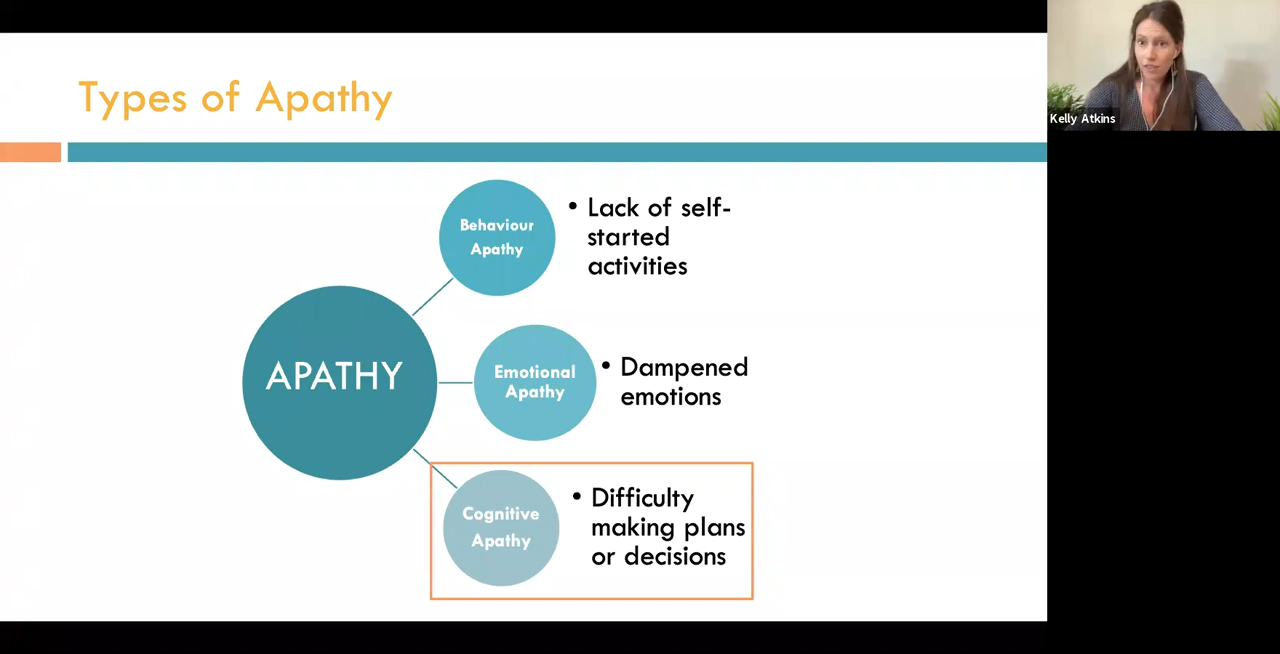 Types of Apathy
Kelly Atkins
Behaviour
Apathy
• Lack of self-
started
activities
APATHY
Emotional
Apathy
• Dampened
emotions
Cognitive
Apathy
• Difficulty
making plans
or decisions